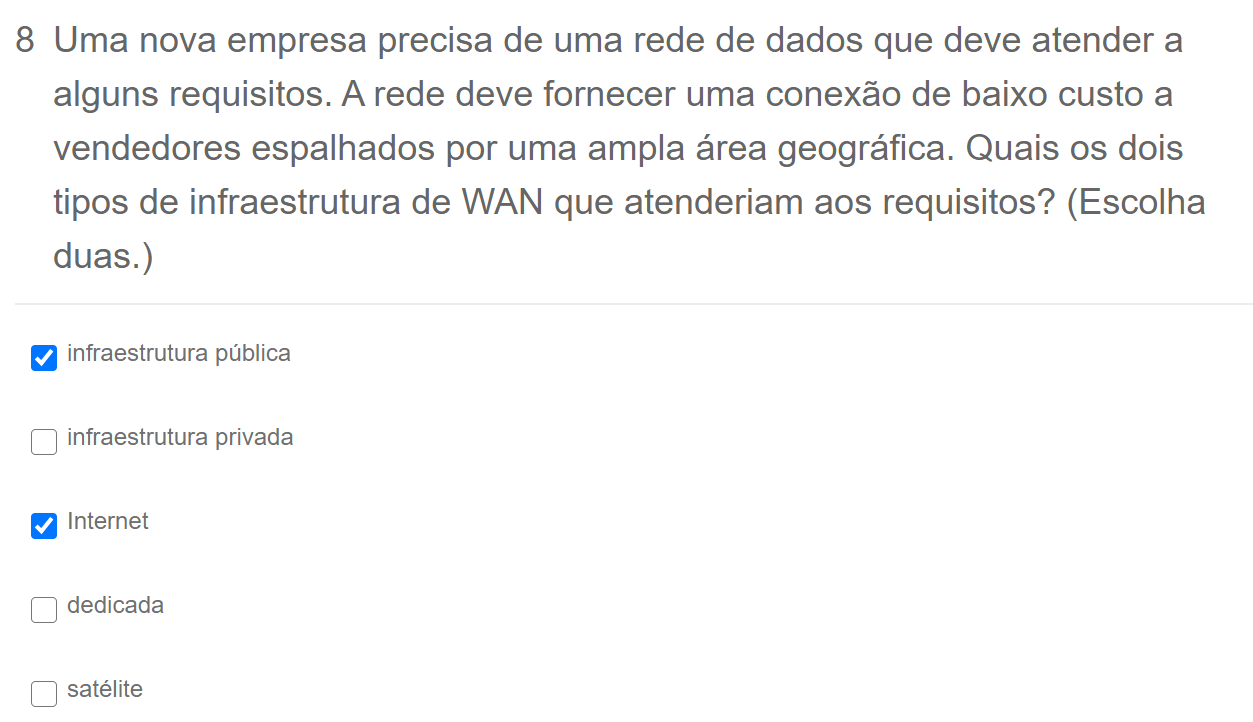 8 Uma nova empresa precisa de uma rede de dados que deve atender a
alguns requisitos. A rede deve fornecer uma conexão de baixo custo a
vendedores espalhados por uma ampla área geográfica. Quais os dois
tipos de infraestrutura de WAN que atenderiam aos requisitos? (Escolha
duas.)
infraestrutura pública
infraestrutura privada
Internet
dedicada
satélite